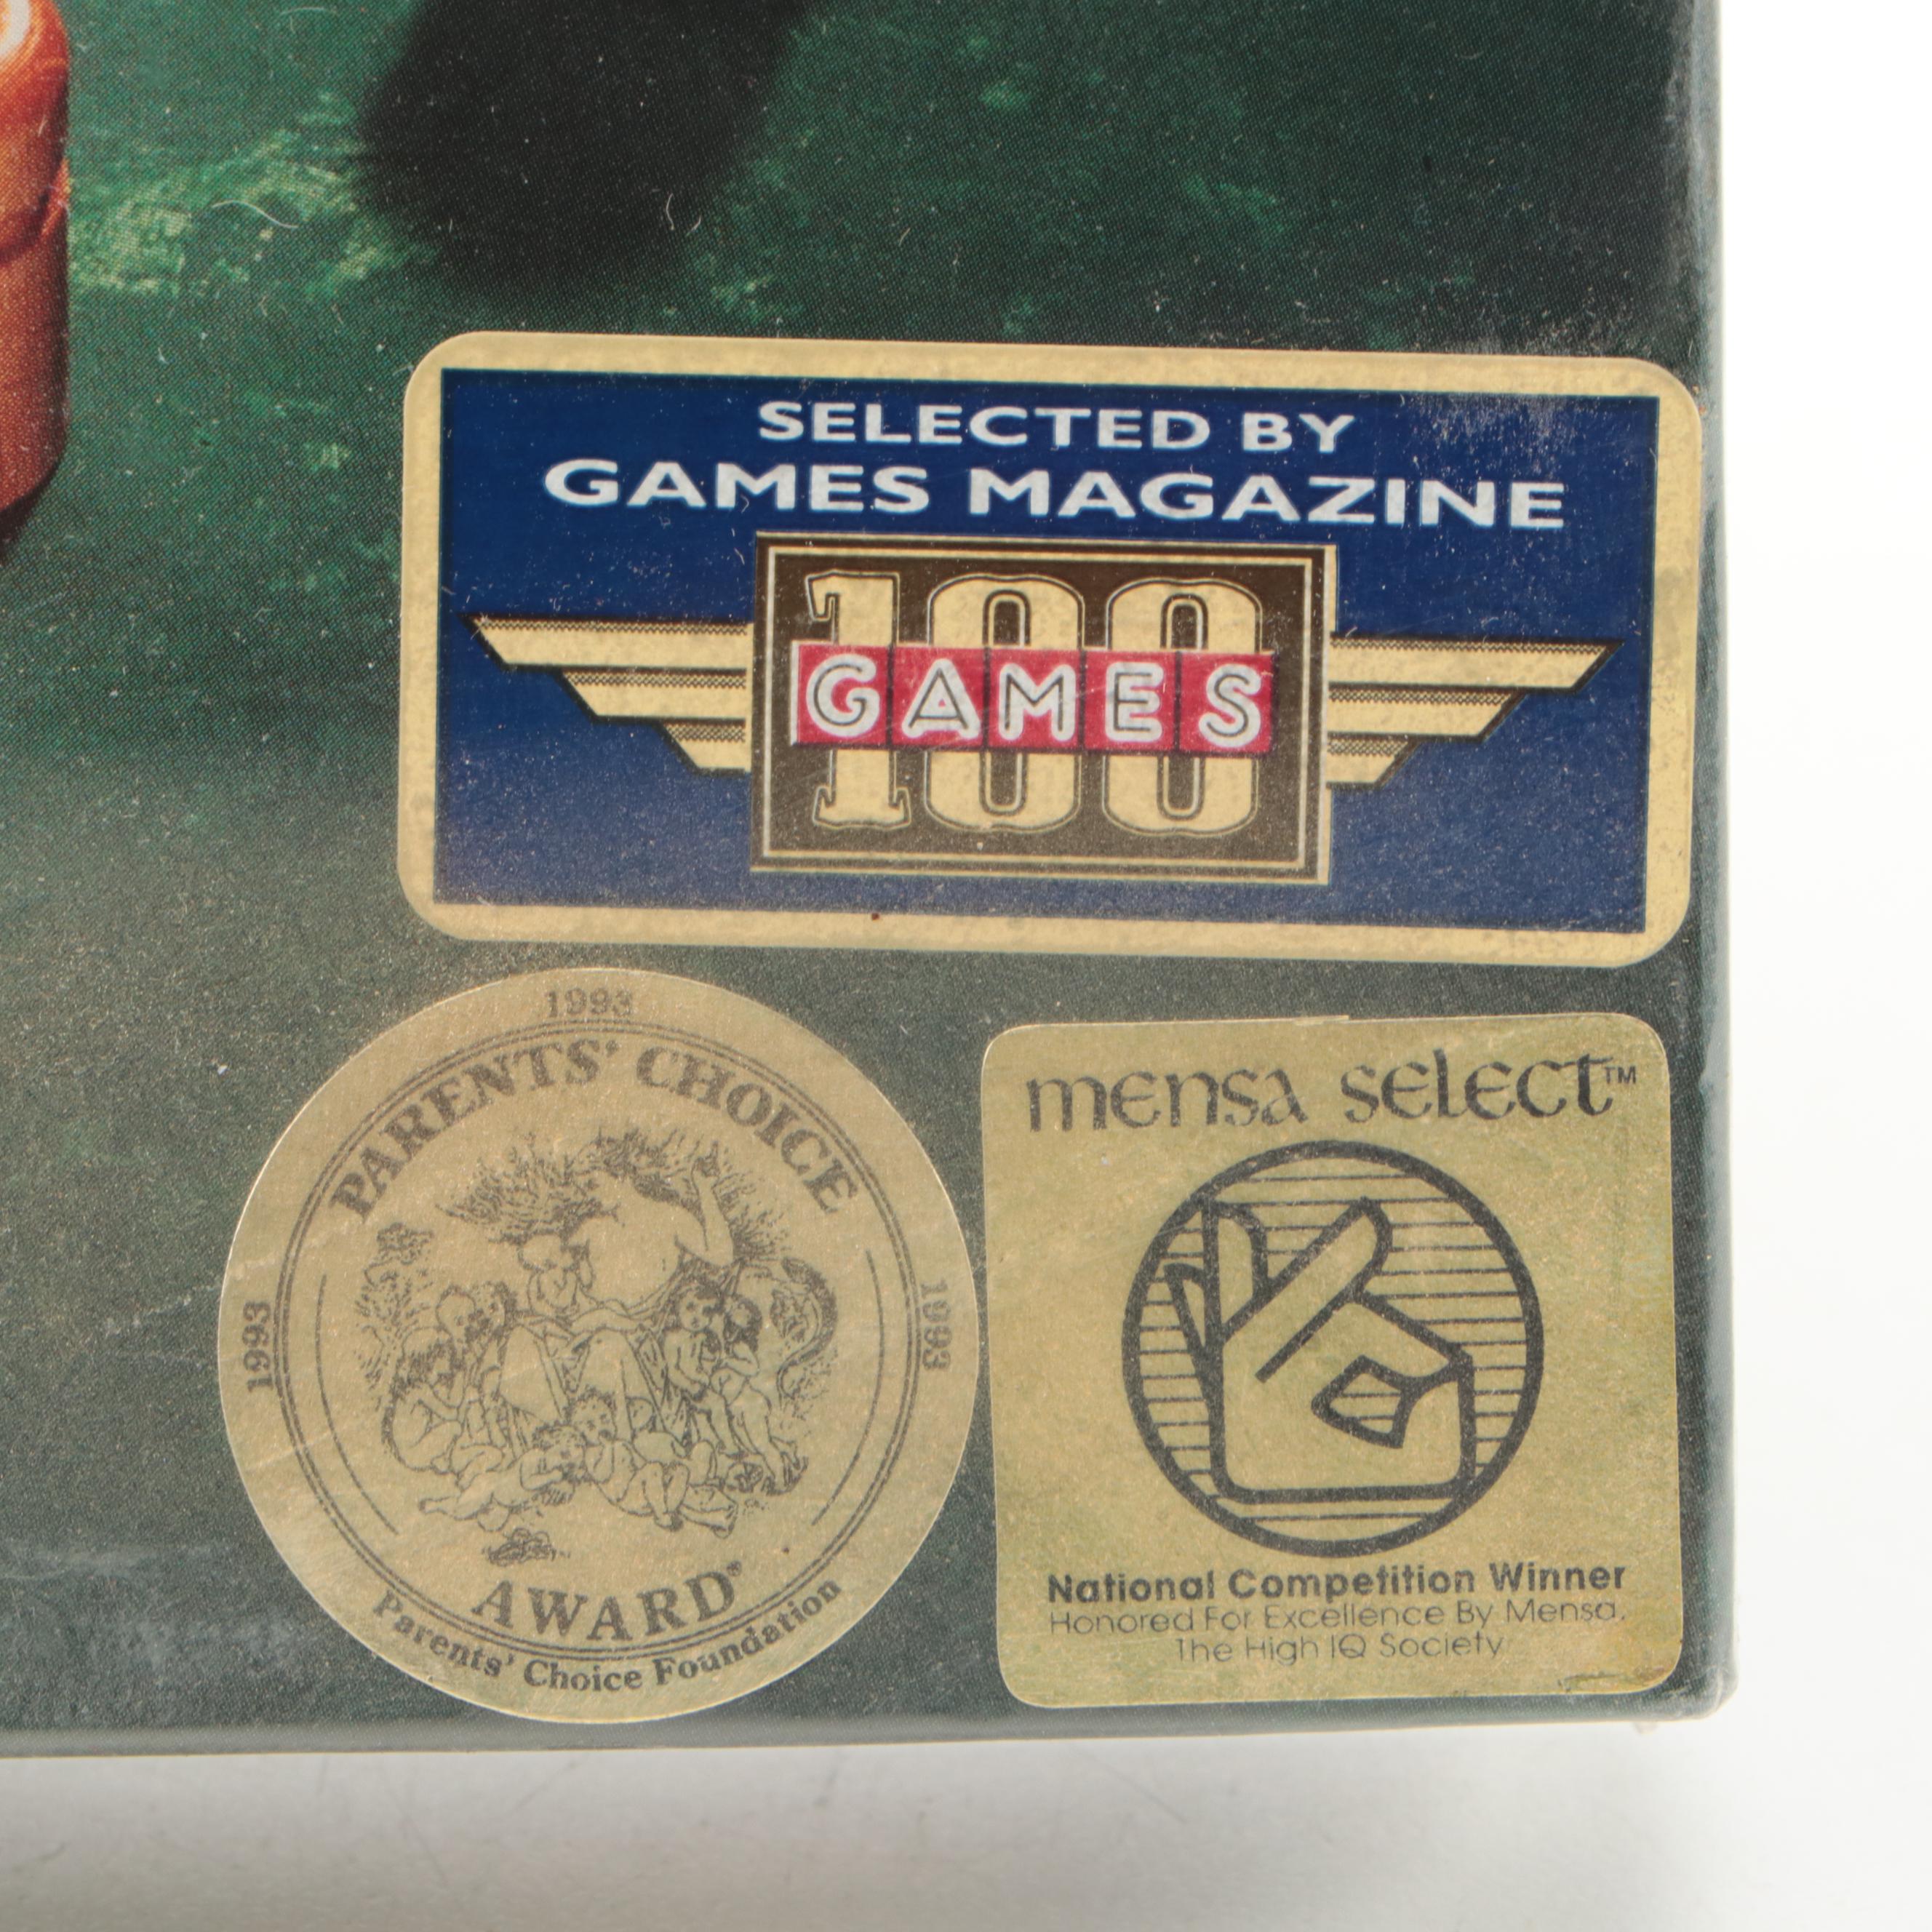 SELECTED BY
GAMES MAGAZINE
100
GAMES
1993
PARENTS' CHOICE
1993
1993
AWARD®
Parents' Choice Foundation
mensa select™
National Competition Winner
Honored For Excellence By Mensa,
The High IQ Society